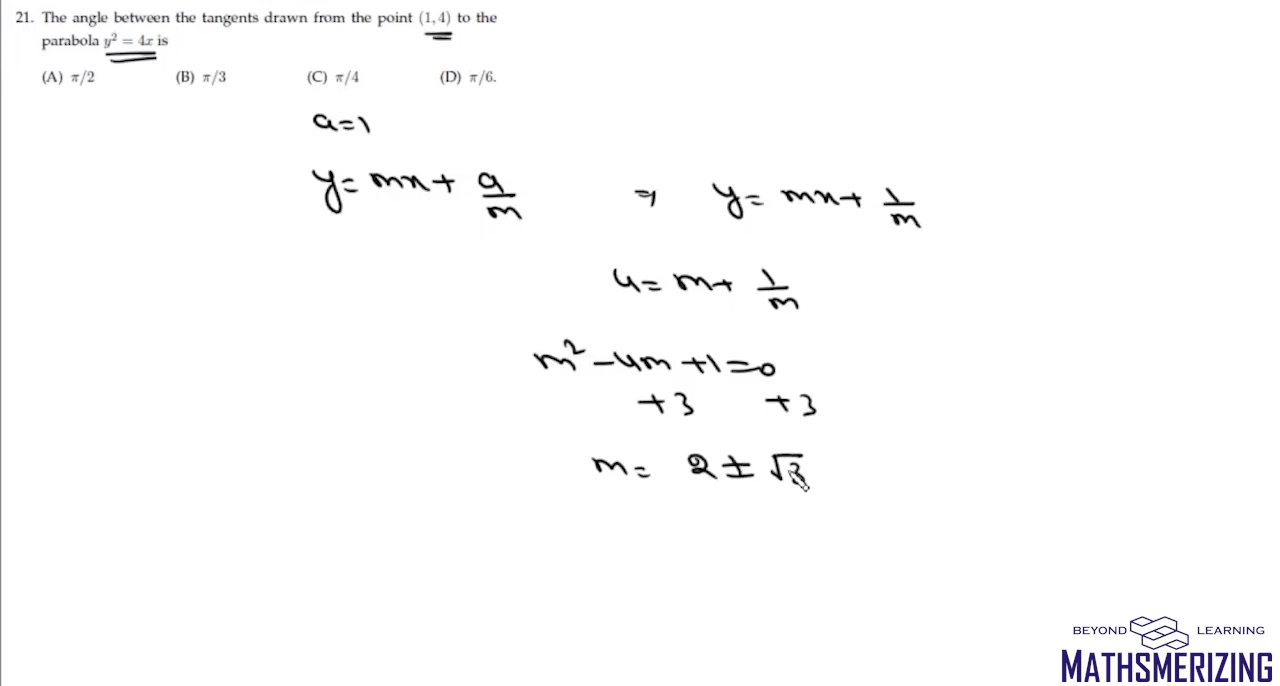 21. The angle between the tangents drawn from the point (1, 4) to the
parabola y² = 4x is
(A) π/2 (B) π/3 (C) π/4 (D) π/6.
a=1
y = mx + a/m ⇒ y = mx + 1/m
4 = m + 1/m
m² - 4m + 1 = 0
+3 +3
m = 2 ± √3
BEYOND LEARNING
MATHSMERIZING